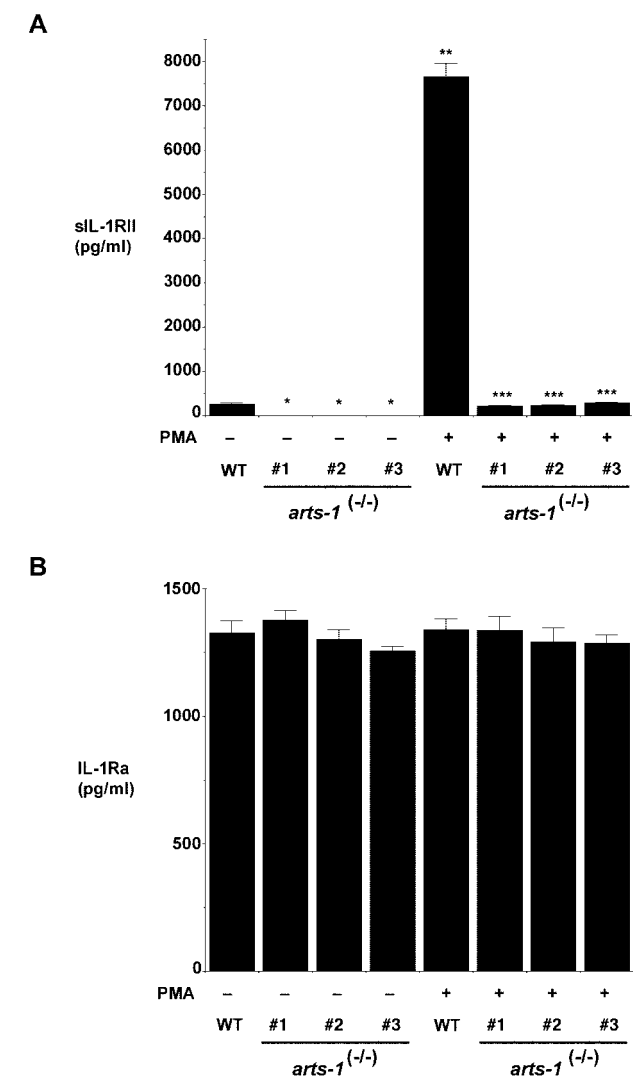 A
8000
7000
6000
5000
4000
3000
2000
1000
0
sIL-1RII
(pg/ml)
* * * ** *** *** ***
PMA – – – – + + + +
WT #1 #2 #3 WT #1 #2 #3
arts-1 (-/-) arts-1 (-/-)
B
1500
1000
500
0
IL-1Ra
(pg/ml)
PMA – – – – + + + +
WT #1 #2 #3 WT #1 #2 #3
arts-1 (-/-) arts-1 (-/-)